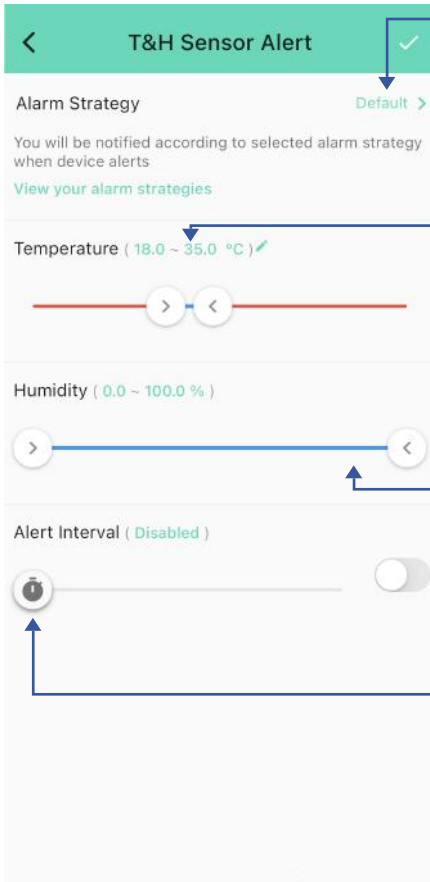 T&H Sensor Alert
Alarm Strategy Default >
You will be notified according to selected alarm strategy
when device alerts
View your alarm strategies
Temperature ( 18.0 ~ 35.0 °C )
Humidity ( 0.0 ~ 100.0 % )
Alert Interval ( Disabled )